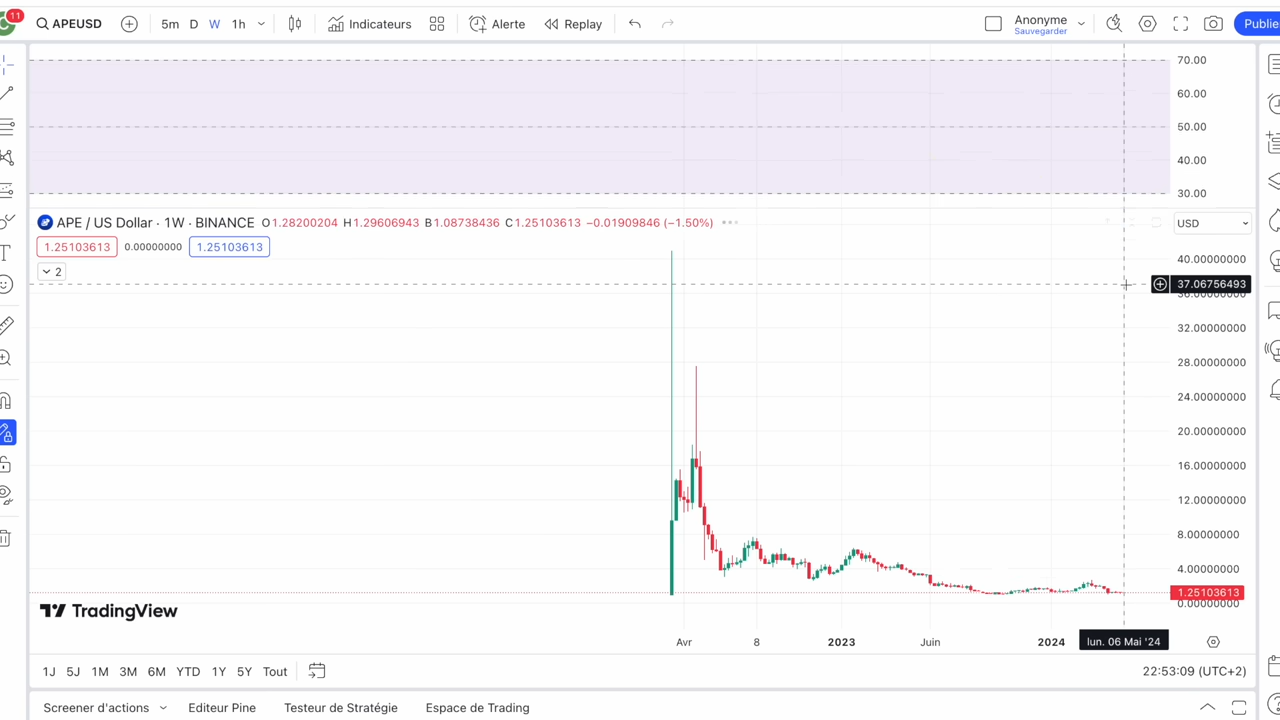 11
APEUSD
5m D W 1h
Indicateurs
Alerte
Replay
Anonyme
Sauvegarder
Publie
70.00
60.00
50.00
40.00
30.00
APE / US Dollar · 1W · BINANCE O1.28200204 H1.29606943 B1.08738436 C1.25103613 −0.01909846 (−1.50%)
USD
1.25103613 0.00000000 1.25103613
2
40.00000000
37.06756493
32.00000000
28.00000000
24.00000000
20.00000000
16.00000000
12.00000000
8.00000000
4.00000000
1.25103613
0.00000000
TradingView
Avr 8 2023 Juin 2024 lun. 06 Mai '24
1J 5J 1M 3M 6M YTD 1Y 5Y Tout
22:53:09 (UTC+2)
Screener d'actions Editeur Pine Testeur de Stratégie Espace de Trading